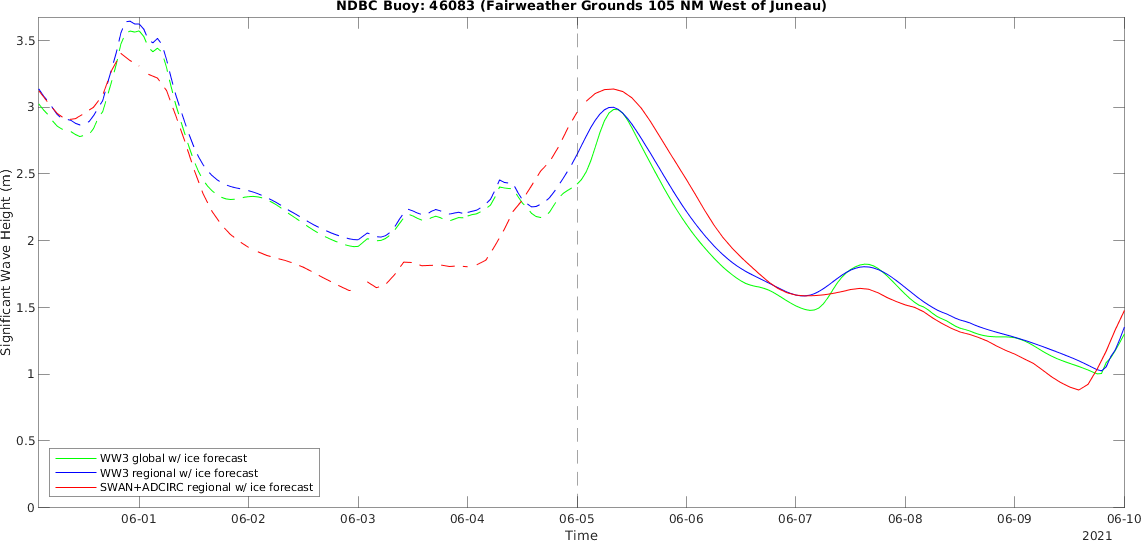 NDBC Buoy: 46083 (Fairweather Grounds 105 NM West of Juneau)
Significant Wave Height (m)
3.5
3
2.5
2
1.5
1
0.5
0
WW3 global w/ ice forecast
WW3 regional w/ ice forecast
SWAN+ADCIRC regional w/ ice forecast
06-01 06-02 06-03 06-04 06-05 06-06 06-07 06-08 06-09 06-10
Time
2021